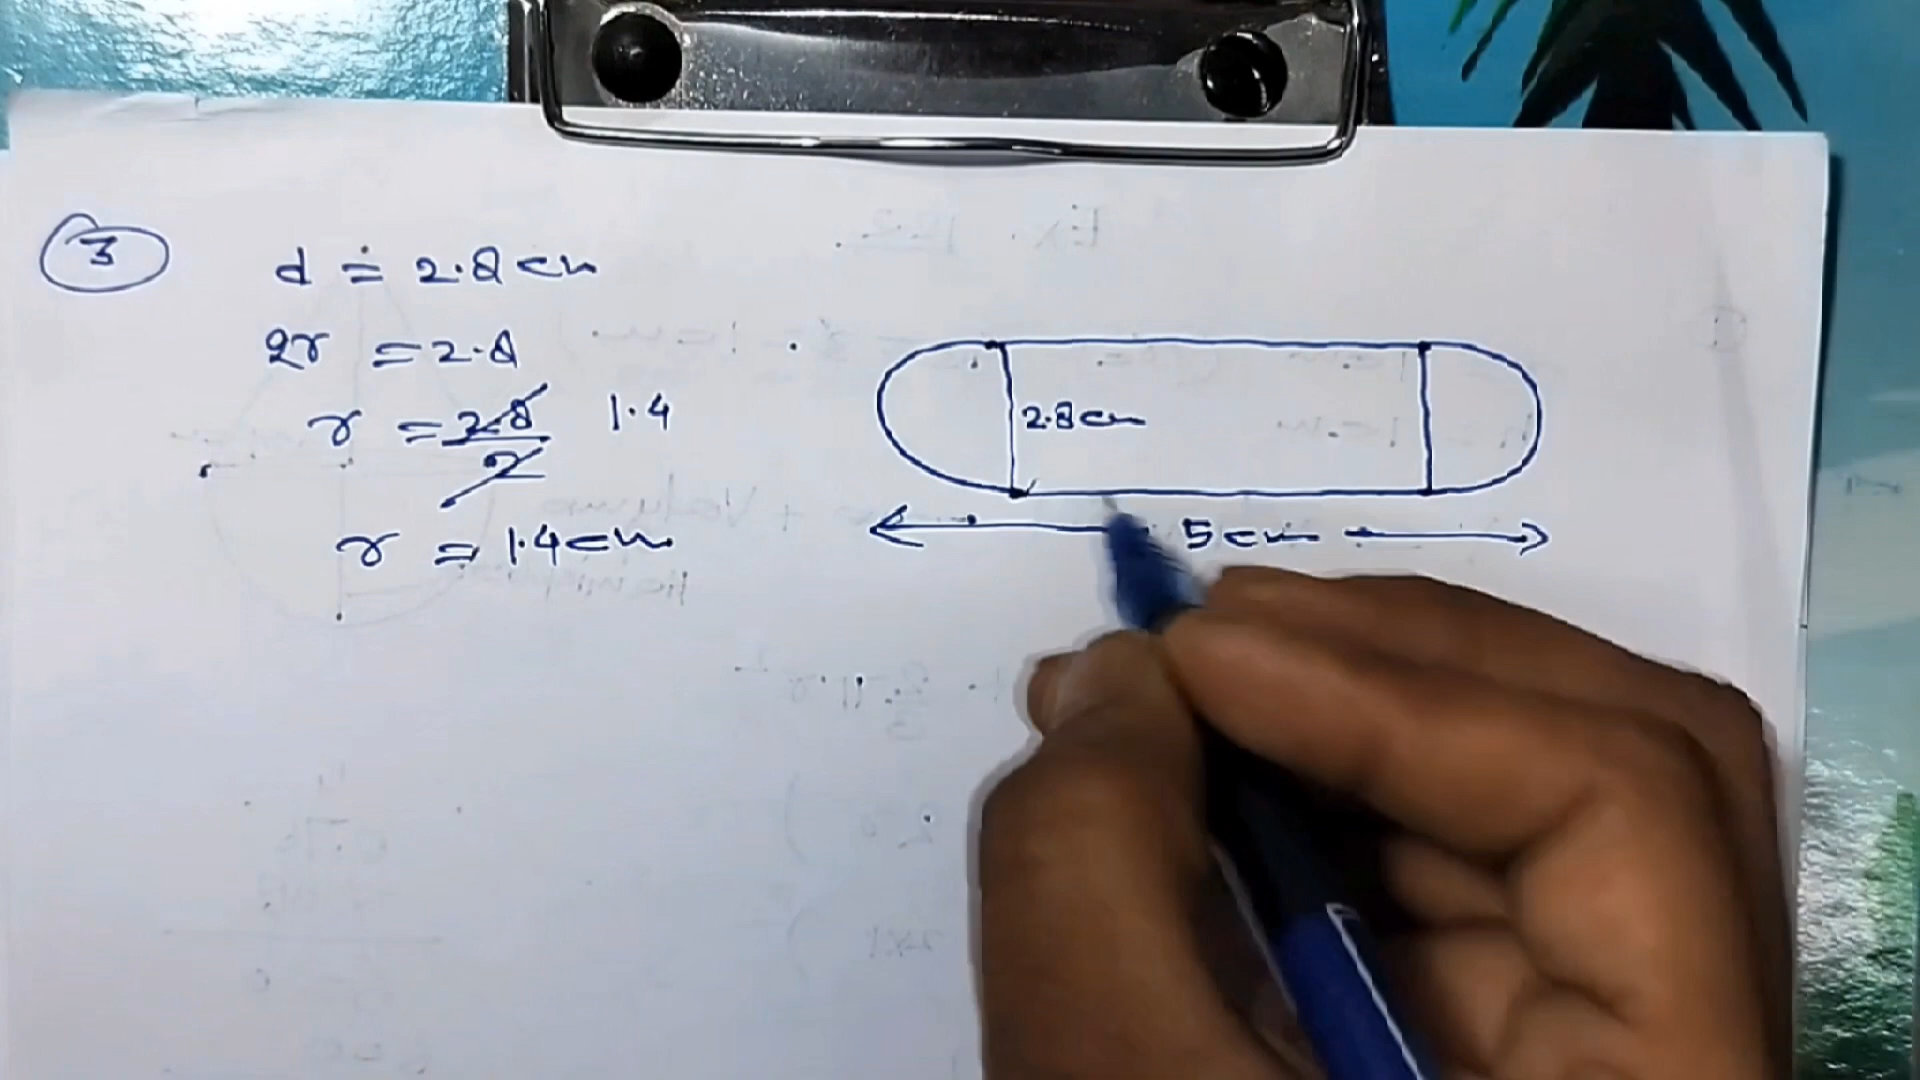 3
d = 2.8 cm
2r = 2.8
r = 2.8/2 1.4
r = 1.4 cm
2.8 cm
5 cm